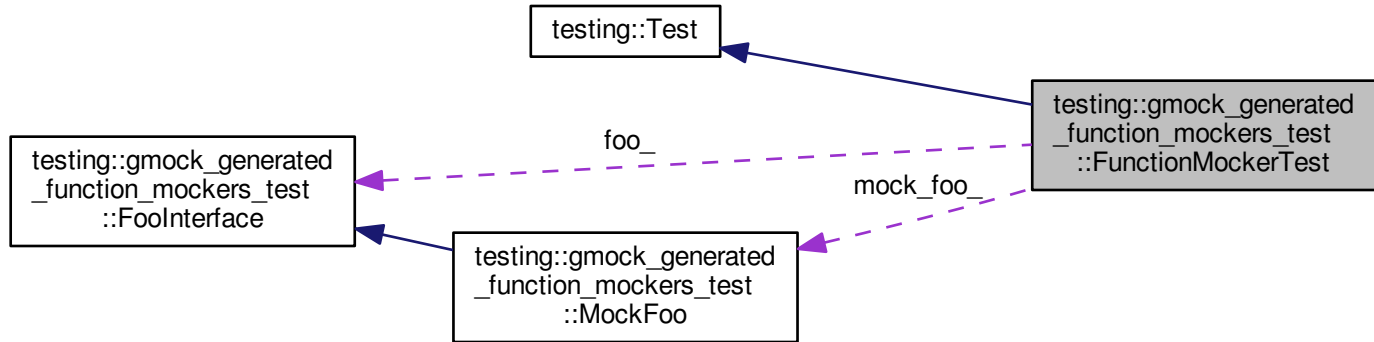 testing::Test
testing::gmock_generated
_function_mockers_test
::FunctionMockerTest
foo_
testing::gmock_generated
_function_mockers_test
::FooInterface
mock_foo_
testing::gmock_generated
_function_mockers_test
::MockFoo